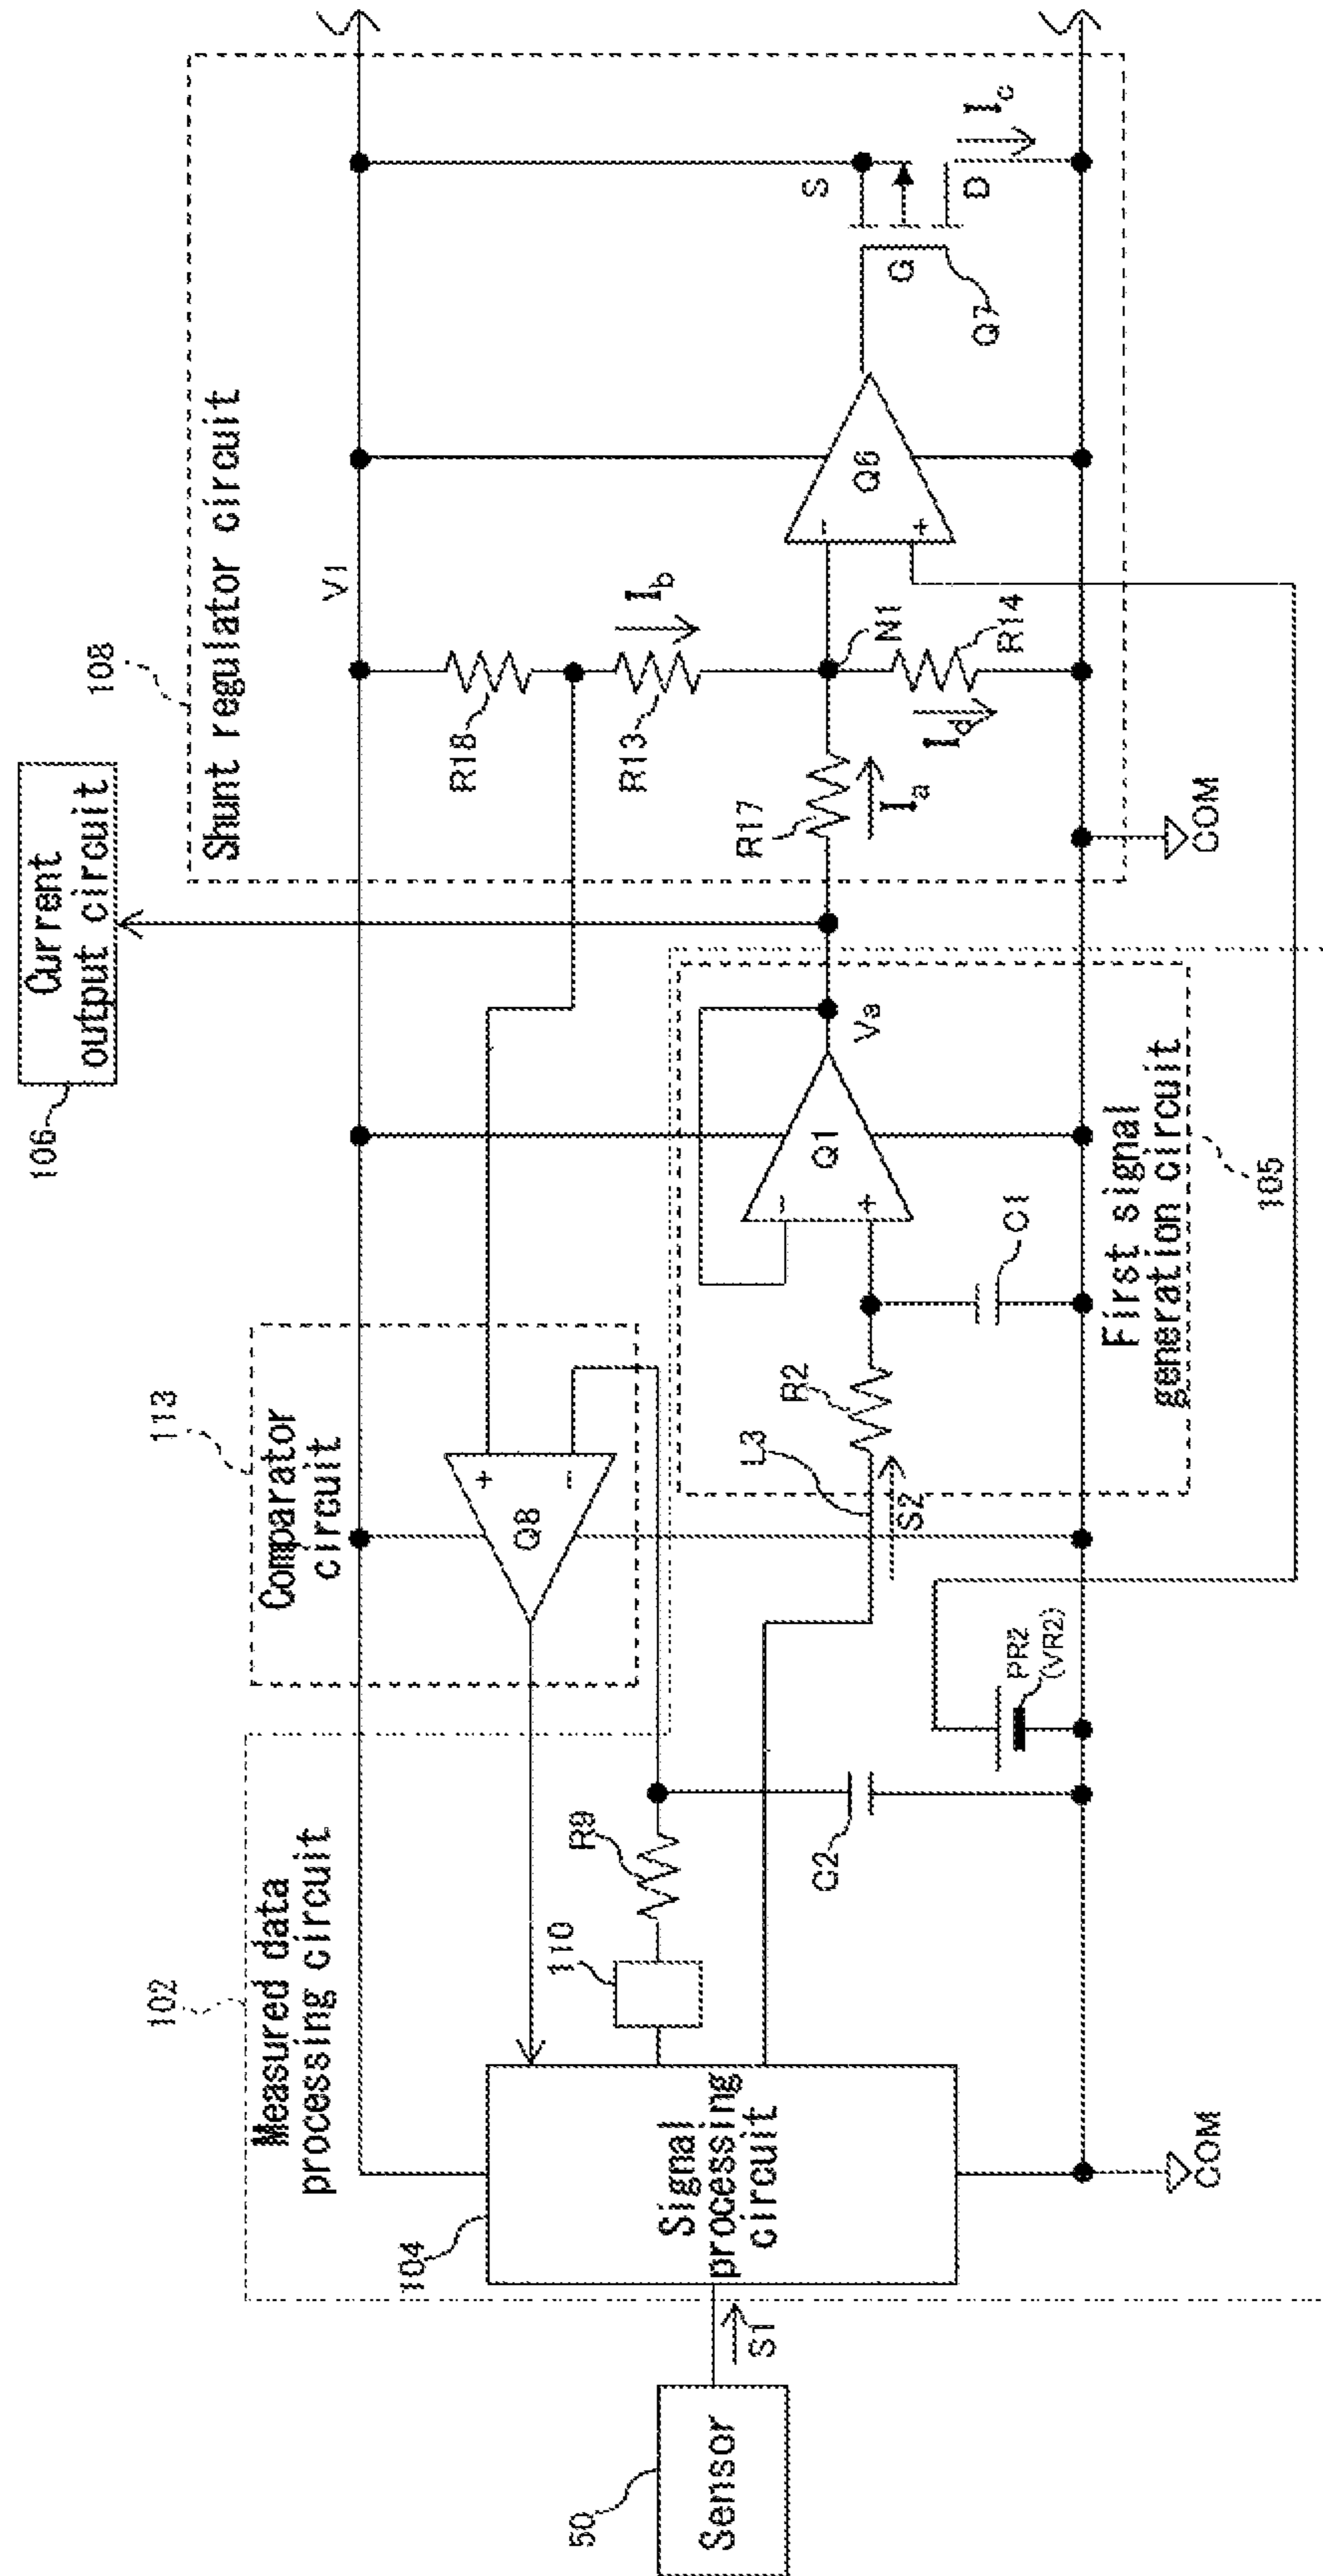 106
Current
output circuit
108
Shunt regulator circuit
V1
R18
R13
Ib
N1
R14
Id
R17
Ia
COM
Q6
-
+
S
G
D
Q7
Ic
113
Comparator
circuit
Q8
+
-
Va
Q1
-
+
R2
L3
S2
C1
First signal
generation circuit
105
102
Measured data
processing circuit
110
R9
C2
PR2
(VR2)
104
Signal
processing
circuit
COM
S1
50
Sensor